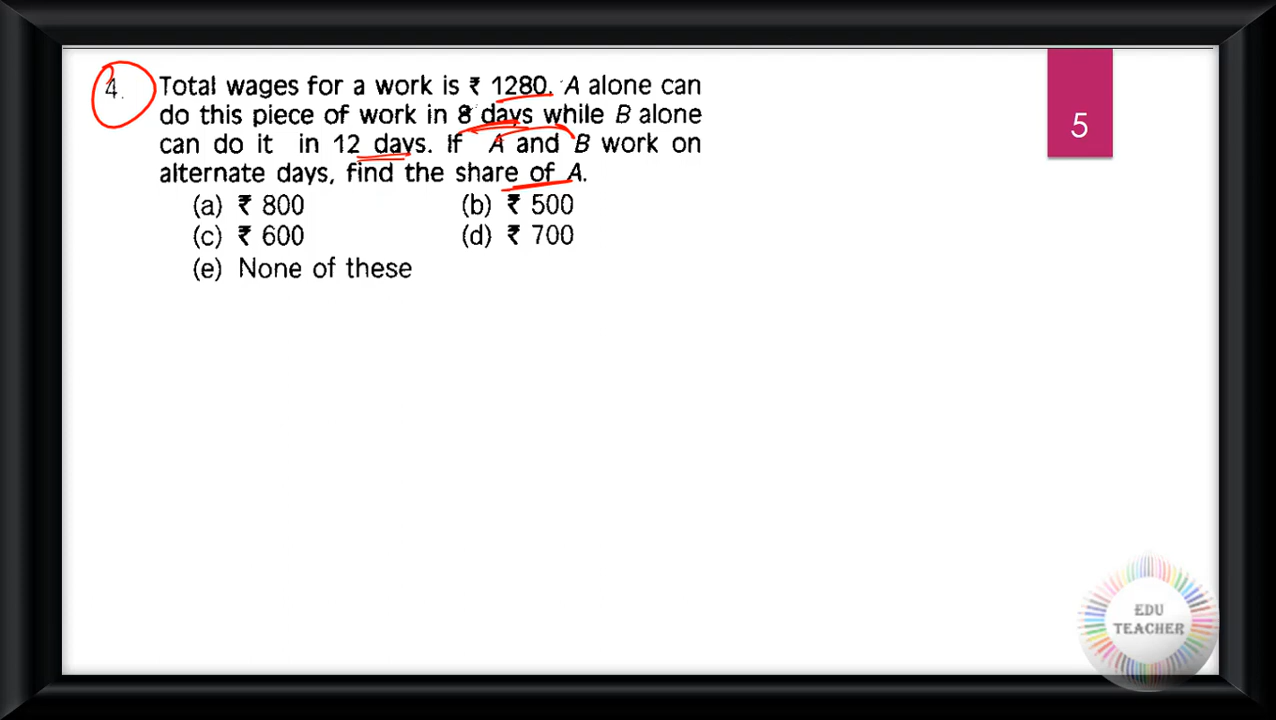 5
4. Total wages for a work is ₹ 1280. A alone can
do this piece of work in 8 days while B alone
can do it in 12 days. If A and B work on
alternate days, find the share of A.
(a) ₹ 800 (b) ₹ 500
(c) ₹ 600 (d) ₹ 700
(e) None of these
EDU
TEACHER